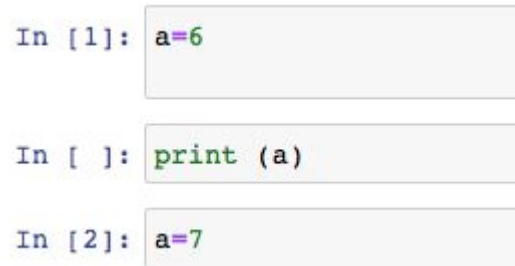 In [1]: a=6
In [ ]: print (a)
In [2]: a=7